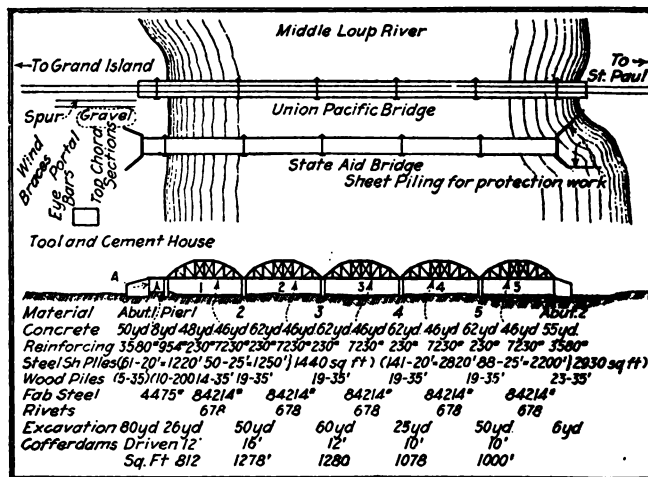 Middle Loup River
←To Grand Island
To→
St. Paul
Spur
Gravel
Union Pacific Bridge
Wind
Braces
Eye Portal
Bars
Top Chord
Sections
State Aid Bridge
Sheet Piling for protection work
Tool and Cement House
A A 1 2 3 4 5
Material Abut.1 Pier 1 2 3 4 5 Abut.2
Concrete 50yd 8yd 48yd 46yd 62yd 46yd 62yd 46yd 62yd 46yd 62yd 46yd 55yd.
Reinforcing 3580# 954# 230# 7230# 230# 7230# 230# 7230# 230# 7230# 230# 7230# 3580#
Steel Sh Piles (61-20'=1220' 50-25'=1250'} 1440 sq ft) (141-20'=2820' 88-25'=2200'} 2930 sq ft)
Wood Piles (5-35)(10-20) 14-35' 19-35' 19-35' 19-35' 19-35' 23-35'
Fab Steel 4475# 84214# 84214# 84214# 84214# 84214#
Rivets 678 678 678 678 678
Excavation 80yd 26yd 50yd 60yd 25yd 50yd. 6yd
Cofferdams Driven 12' 16' 12' 10' 10'
Sq. Ft 812 1278' 1280 1078 1000'